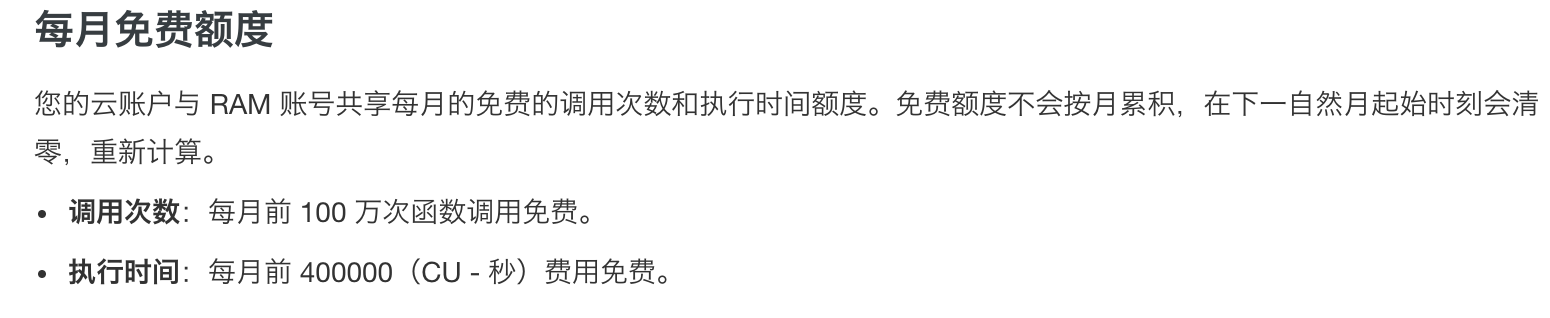 每月免费额度
您的云账户与 RAM 账号共享每月的免费的调用次数和执行时间额度。免费额度不会按月累积，在下一自然月起始时刻会清
零，重新计算。
• 调用次数：每月前 100 万次函数调用免费。
• 执行时间：每月前 400000（CU - 秒）费用免费。